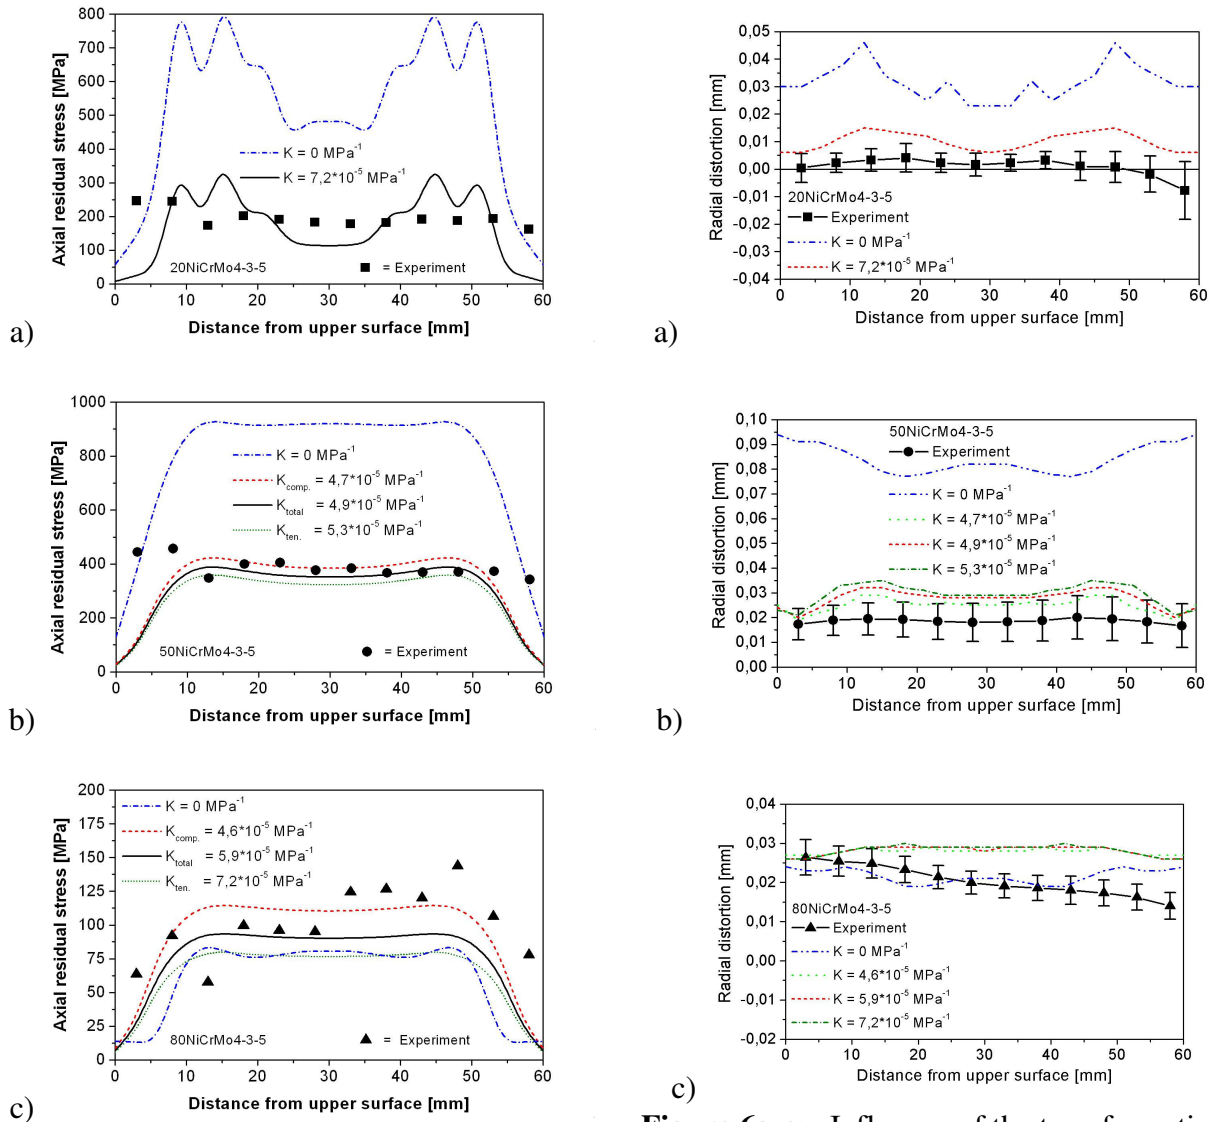 800
700
600
500
400
300
200
100
0
Axial residual stress [MPa]
K = 0 MPa-1
K = 7,2*10-5 MPa-1
20NiCrMo4-3-5
= Experiment
0 10 20 30 40 50 60
Distance from upper surface [mm]
a)
0,05
0,04
0,03
0,02
0,01
0,00
-0,01
-0,02
-0,03
-0,04
Radial distortion [mm]
20NiCrMo4-3-5
Experiment
K = 0 MPa-1
K = 7,2*10-5 MPa-1
0 10 20 30 40 50 60
Distance from upper surface [mm]
a)
1000
800
600
400
200
0
Axial residual stress [MPa]
K = 0 MPa-1
Kcomp. = 4,7*10-5 MPa-1
Ktotal = 4,9*10-5 MPa-1
Kten. = 5,3*10-5 MPa-1
50NiCrMo4-3-5
= Experiment
0 10 20 30 40 50 60
Distance from upper surface [mm]
b)
0,10
0,09
0,08
0,07
0,06
0,05
0,04
0,03
0,02
0,01
0,00
Radial distortion [mm]
50NiCrMo4-3-5
Experiment
K = 0 MPa-1
K = 4,7*10-5 MPa-1
K = 4,9*10-5 MPa-1
K = 5,3*10-5 MPa-1
0 10 20 30 40 50 60
Distance from upper surface [mm]
b)
200
175
150
125
100
75
50
25
0
Axial residual stress [MPa]
K = 0 MPa-1
Kcomp. = 4,6*10-5 MPa-1
Ktotal = 5,9*10-5 MPa-1
Kten. = 7,2*10-5 MPa-1
80NiCrMo4-3-5
= Experiment
0 10 20 30 40 50 60
Distance from upper surface [mm]
c)
0,04
0,03
0,02
0,01
0,00
-0,01
-0,02
Radial distortion [mm]
80NiCrMo4-3-5
Experiment
K = 0 MPa-1
K = 4,6*10-5 MPa-1
K = 5,9*10-5 MPa-1
K = 7,2*10-5 MPa-1
0 10 20 30 40 50 60
Distance from upper surface [mm]
c)